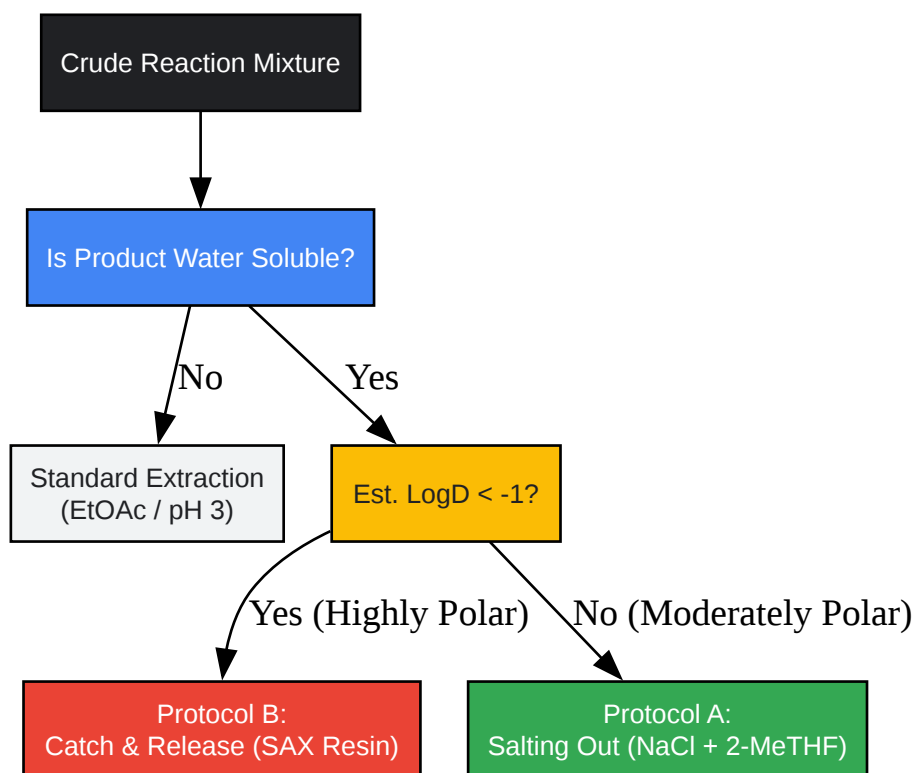 Crude Reaction Mixture
Is Product Water Soluble?
No
Yes
Standard Extraction
(EtOAc / pH 3)
Est. LogD < -1?
Yes (Highly Polar)
No (Moderately Polar)
Protocol B:
Catch & Release (SAX Resin)
Protocol A:
Salting Out (NaCl + 2-MeTHF)